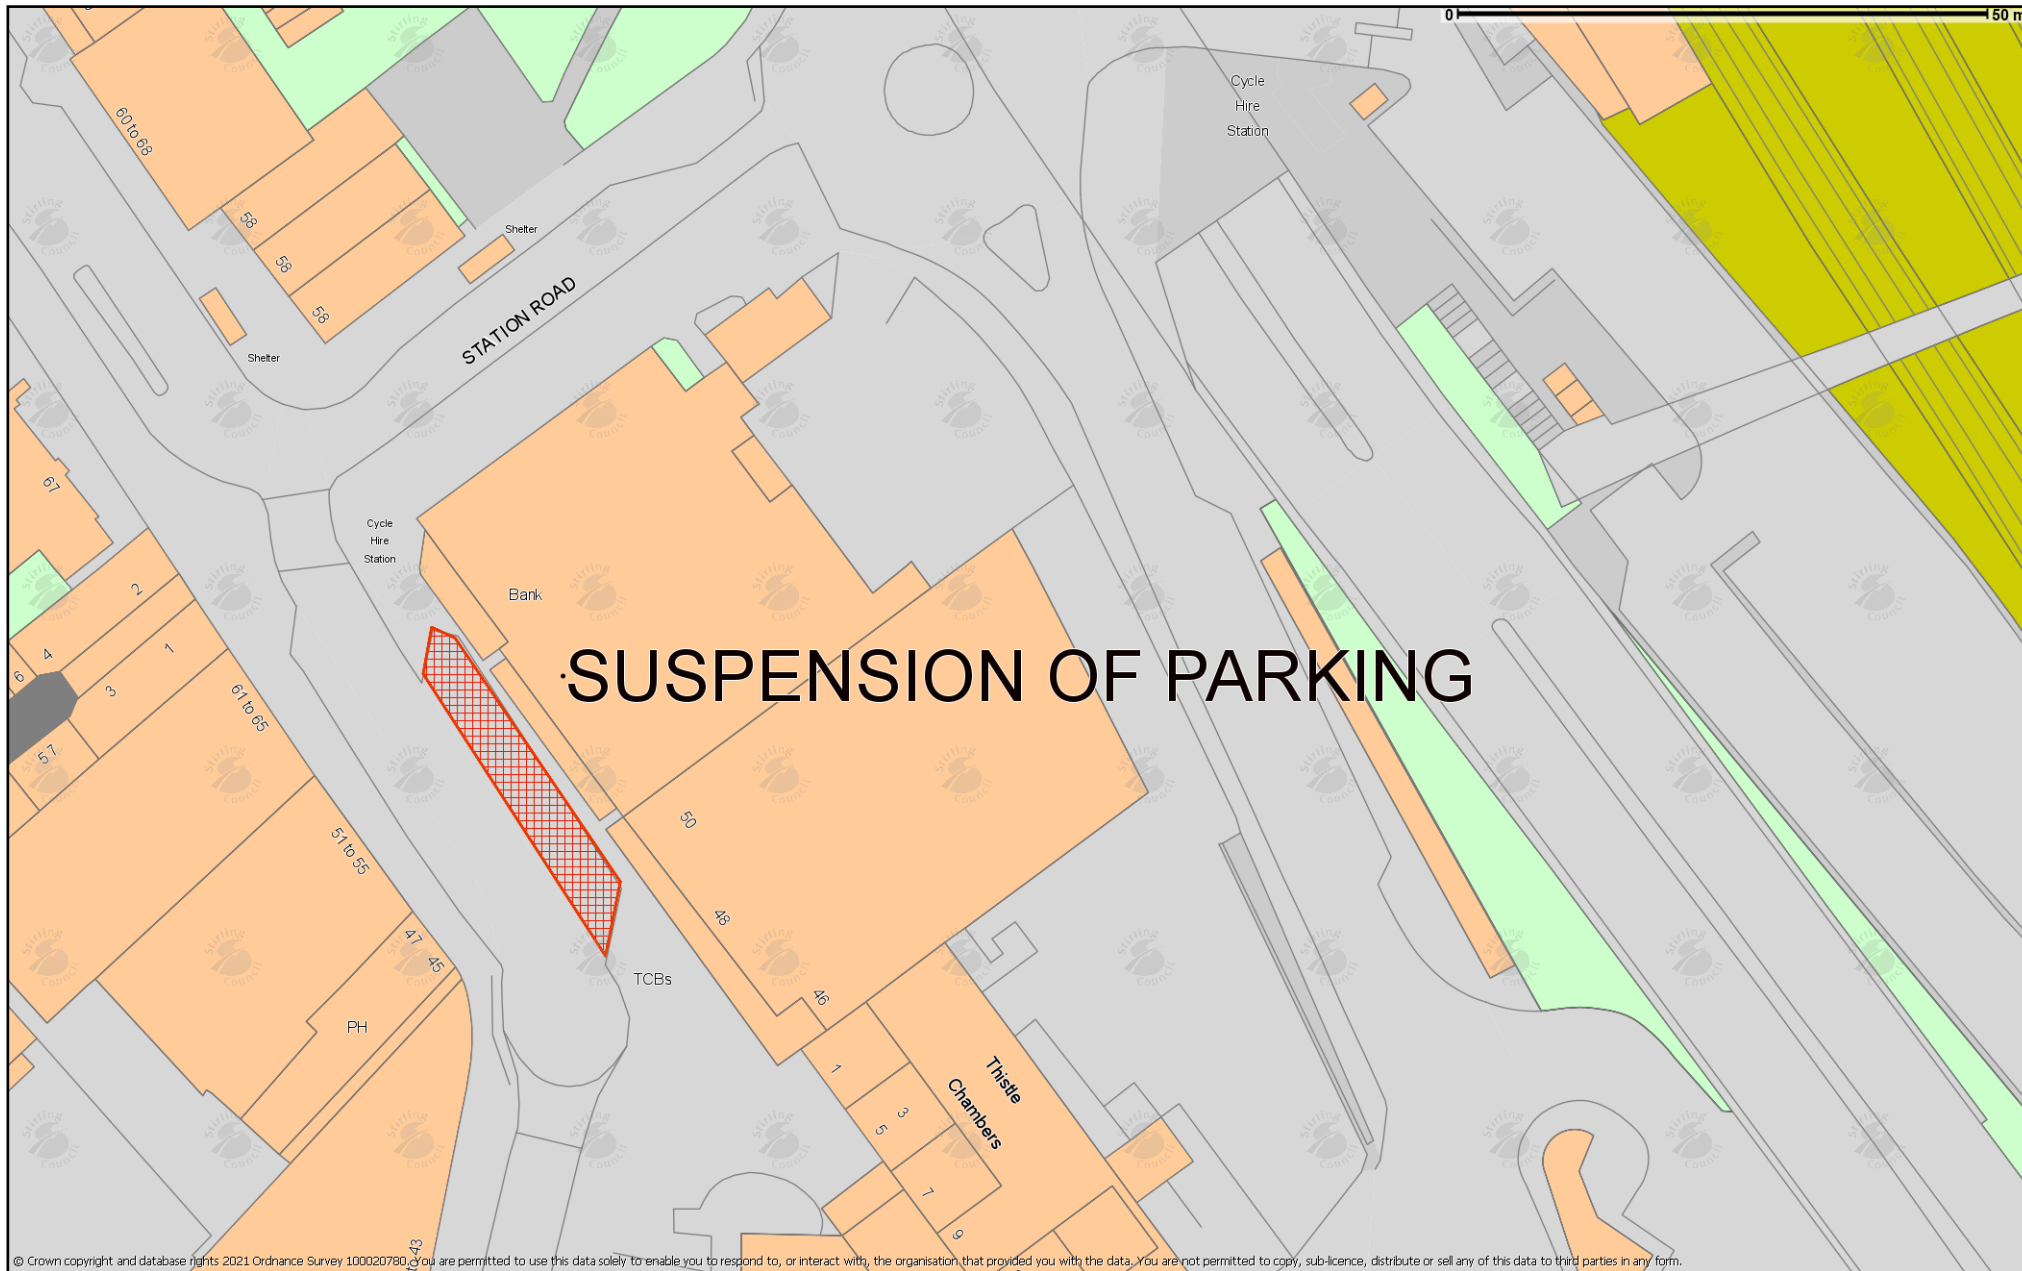 0 50 m
Cycle
Hire
Station
60 to 68
58
58
58
Shelter
STATION ROAD
Shelter
67
Cycle
Hire
Station
Bank
2
1
4
6
3
57
61 to 65
SUSPENSION OF PARKING
51 to 55
50
48
46
47
45
TCBs
PH
Thistle
Chambers
1
3
5
7
9
to 43
Stirling
Council
© Crown copyright and database rights 2021 Ordnance Survey 100020780. You are permitted to use this data solely to enable you to respond to, or interact with, the organisation that provided you with the data. You are not permitted to copy, sub-licence, distribute or sell any of this data to third parties in any form.